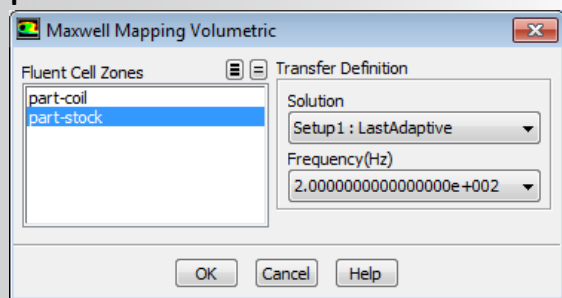 Maxwell Mapping Volumetric
Fluent Cell Zones
part-coil
part-stock
Transfer Definition
Solution
Setup1 : LastAdaptive
Frequency(Hz)
2.0000000000000000e+002
OK
Cancel
Help